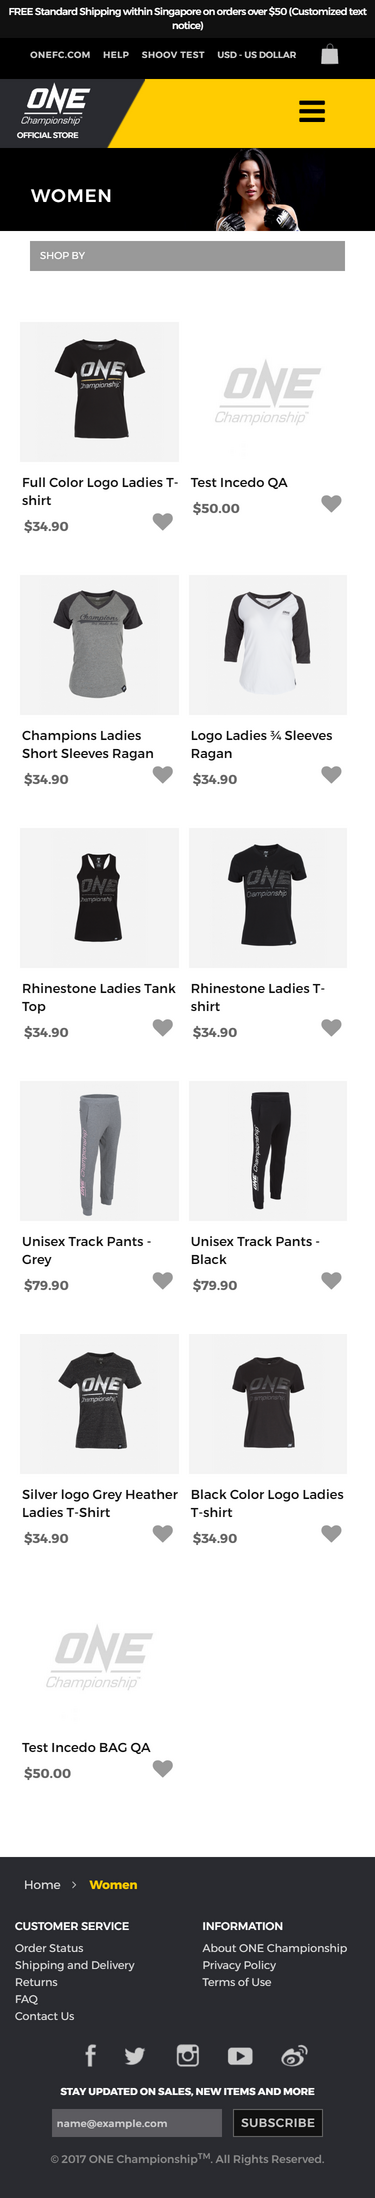 FREE Standard Shipping within Singapore on orders over $50 (Customized text
notice)
ONEFC.COM HELP SHOOV TEST USD - US DOLLAR
ONE
Championship
OFFICIAL STORE
WOMEN
ONE
SHOP BY
ONE
Championship
ONE
Championship
Full Color Logo Ladies T-
shirt
$34.90
Test Incedo QA
$50.00
Champions
Champions Ladies
Short Sleeves Ragan
$34.90
Logo Ladies ¾ Sleeves
Ragan
$34.90
ONE
Championship
ONE
Championship
Rhinestone Ladies Tank
Top
$34.90
Rhinestone Ladies T-
shirt
$34.90
ONE Championship
ONE Championship
Unisex Track Pants -
Grey
$79.90
Unisex Track Pants -
Black
$79.90
ONE
Championship
ONE
Championship
Silver logo Grey Heather
Ladies T-Shirt
$34.90
Black Color Logo Ladies
T-shirt
$34.90
ONE
Championship
Test Incedo BAG QA
$50.00
Home > Women
CUSTOMER SERVICE
Order Status
Shipping and Delivery
Returns
FAQ
Contact Us
INFORMATION
About ONE Championship
Privacy Policy
Terms of Use
STAY UPDATED ON SALES, NEW ITEMS AND MORE
name@example.com
SUBSCRIBE
© 2017 ONE Championship™. All Rights Reserved.